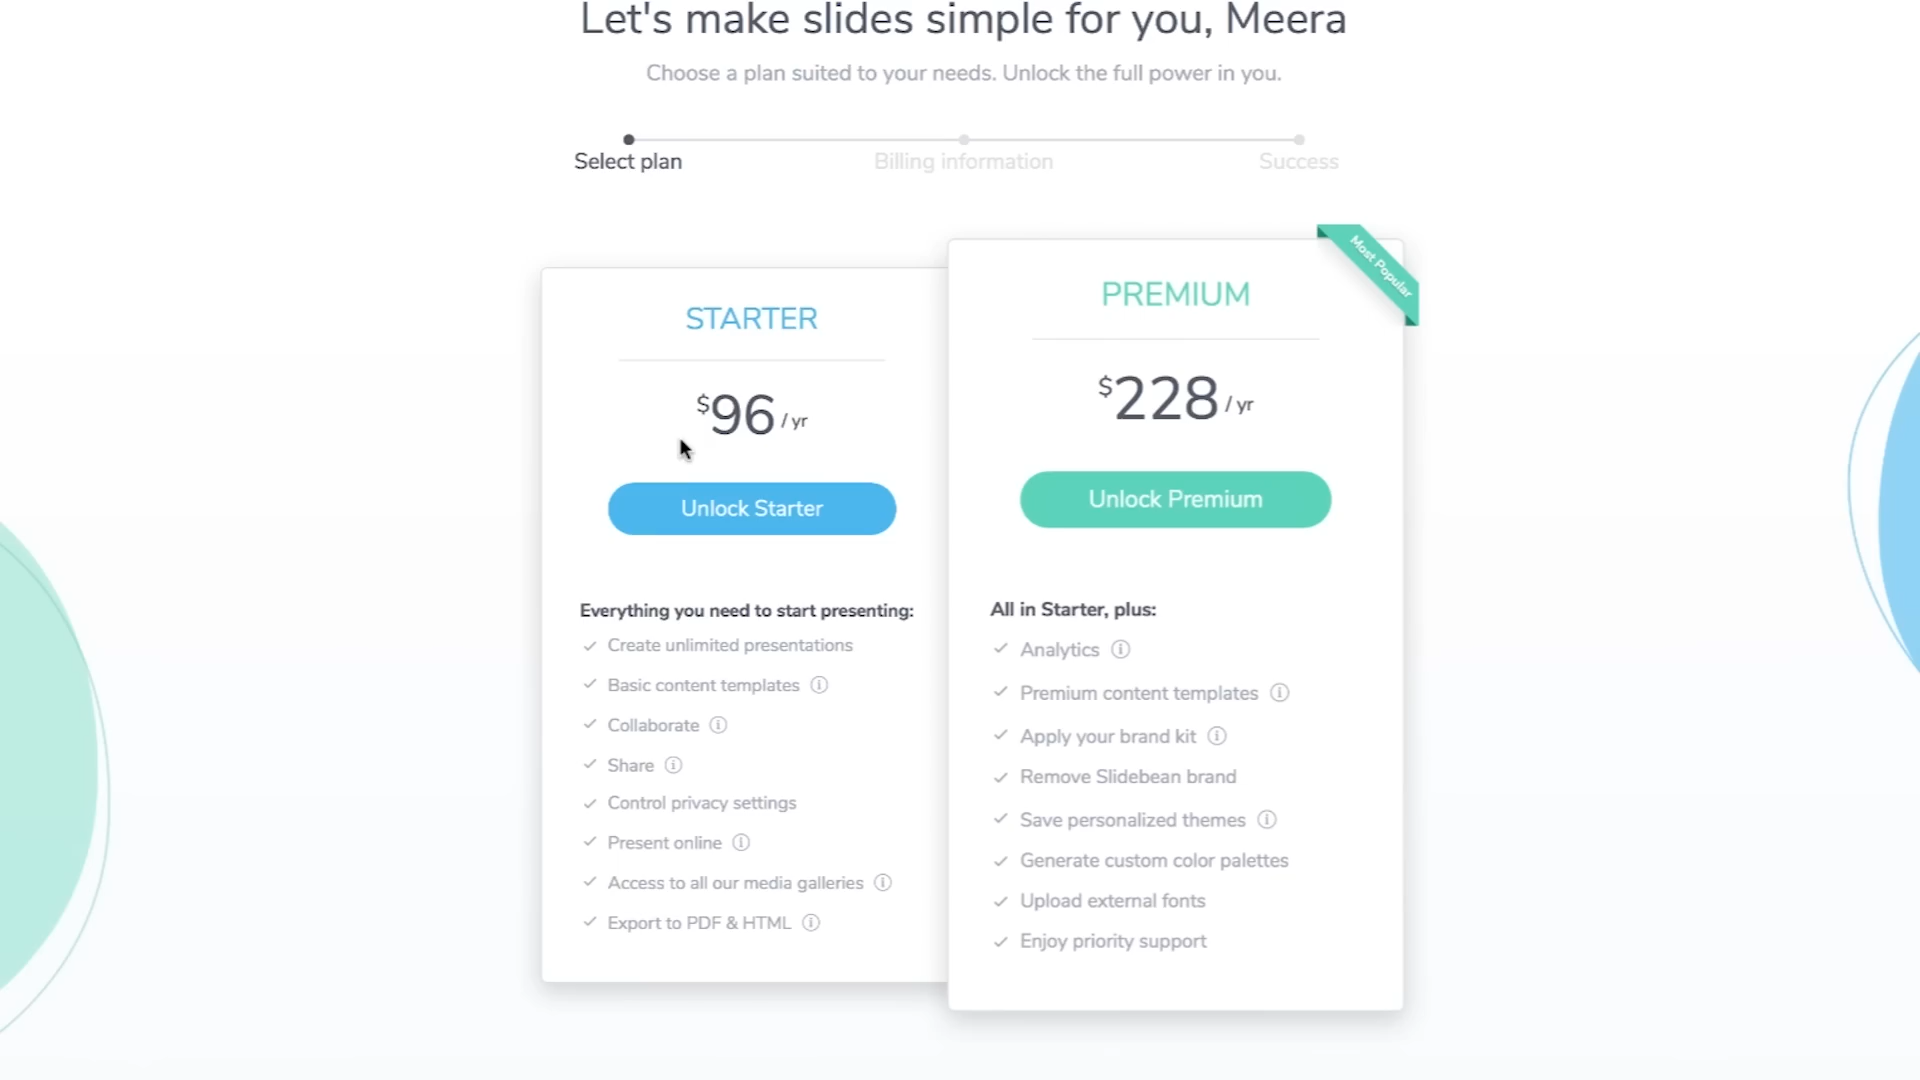 Let's make slides simple for you, Meera
Choose a plan suited to your needs. Unlock the full power in you.
Select plan
Billing information
Success
STARTER
$96 / yr
Unlock Starter
Everything you need to start presenting:
Create unlimited presentations
Basic content templates
Collaborate
Share
Control privacy settings
Present online
Access to all our media galleries
Export to PDF & HTML
Most Popular
PREMIUM
$228 / yr
Unlock Premium
All in Starter, plus:
Analytics
Premium content templates
Apply your brand kit
Remove Slidebean brand
Save personalized themes
Generate custom color palettes
Upload external fonts
Enjoy priority support